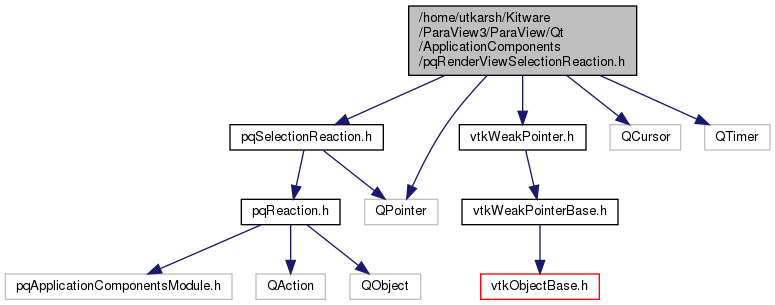 /home/utkarsh/Kitware
/ParaView3/ParaView/Qt
/ApplicationComponents
/pqRenderViewSelectionReaction.h
pqSelectionReaction.h
vtkWeakPointer.h
QCursor
QTimer
pqReaction.h
QPointer
vtkWeakPointerBase.h
pqApplicationComponentsModule.h
QAction
QObject
vtkObjectBase.h